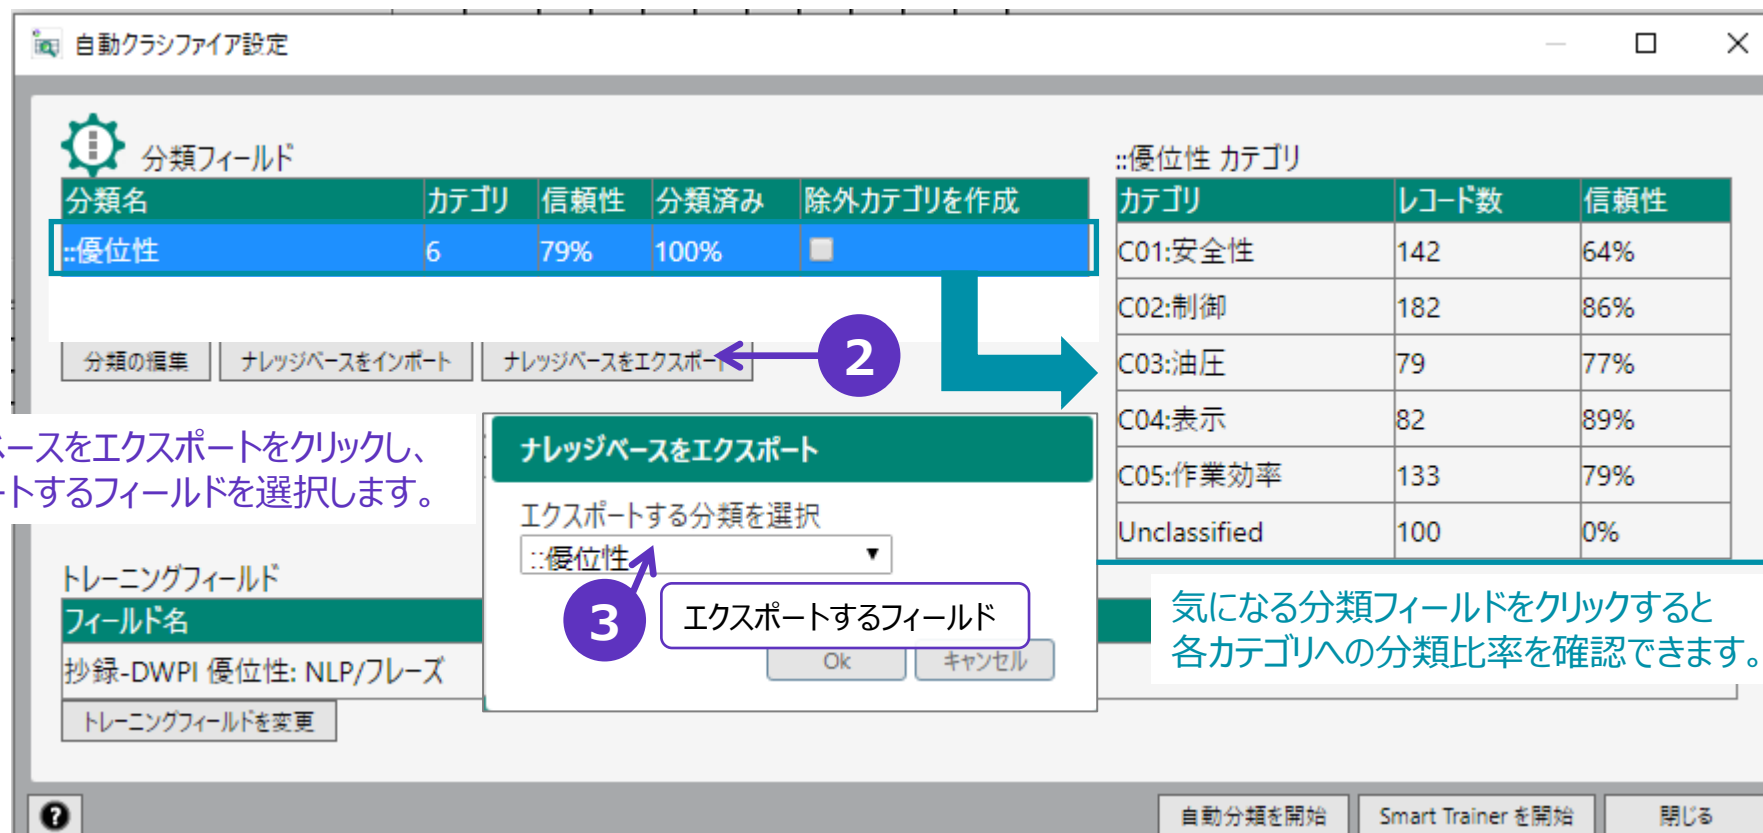 自動クラシファイア設定
分類フィールド
分類名 カテゴリ 信頼性 分類済み 除外カテゴリを作成
::優位性 6 79% 100%
分類の編集 ナレッジベースをインポート ナレッジベースをエクスポート
2
::優位性 カテゴリ
カテゴリ レコード数 信頼性
C01:安全性 142 64%
C02:制御 182 86%
C03:油圧 79 77%
C04:表示 82 89%
C05:作業効率 133 79%
Unclassified 100 0%
ベースをエクスポートをクリックし、
ートするフィールドを選択します。
ナレッジベースをエクスポート
エクスポートする分類を選択
::優位性
3
エクスポートするフィールド
Ok キャンセル
気になる分類フィールドをクリックすると
各カテゴリへの分類比率を確認できます。
トレーニングフィールド
フィールド名
抄録-DWPI 優位性: NLP/フレーズ
トレーニングフィールドを変更
?
自動分類を開始 Smart Trainer を開始 閉じる